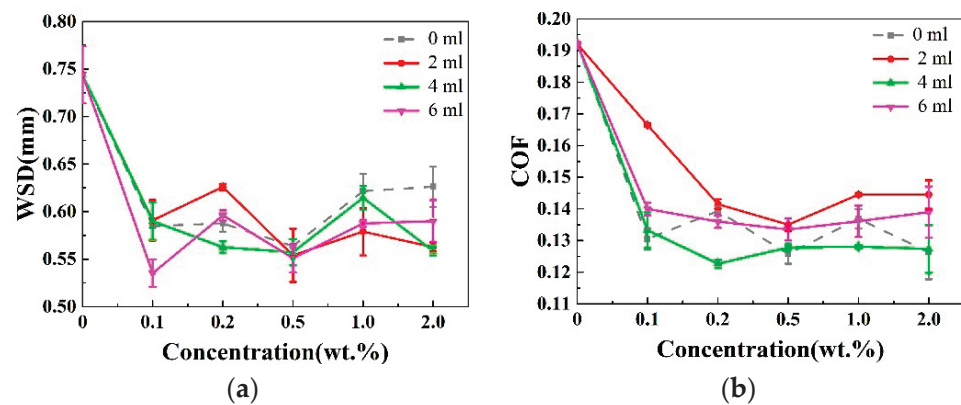 0.80
0.75
0.70
0.65
0.60
0.55
0.50
WSD(mm)
0 ml
2 ml
4 ml
6 ml
0 0.1 0.2 0.5 1.0 2.0
Concentration(wt.%)
(a)
0.20
0.19
0.18
0.17
0.16
0.15
0.14
0.13
0.12
0.11
COF
0 ml
2 ml
4 ml
6 ml
0 0.1 0.2 0.5 1.0 2.0
Concentration(wt.%)
(b)